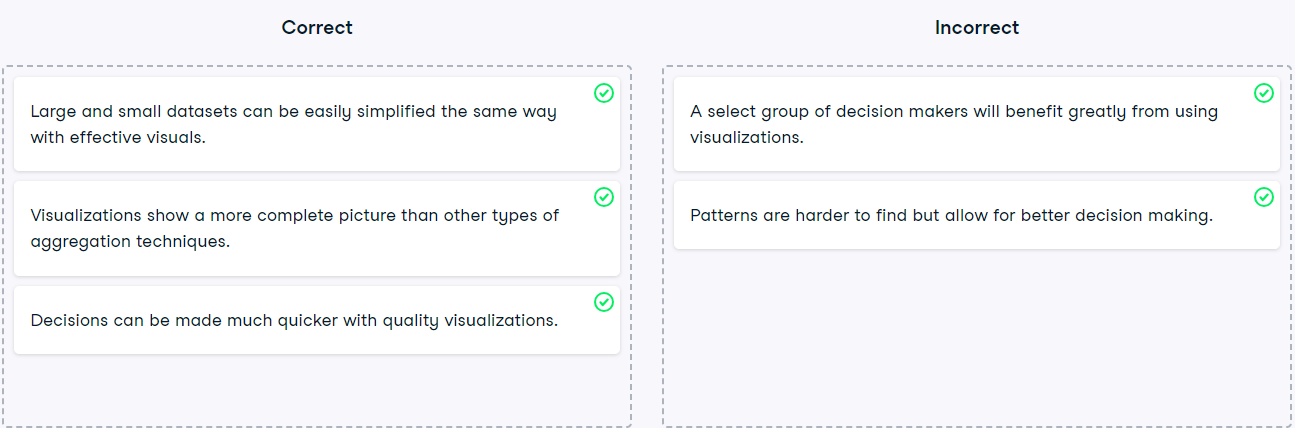 Correct
Large and small datasets can be easily simplified the same way
with effective visuals.
Visualizations show a more complete picture than other types of
aggregation techniques.
Decisions can be made much quicker with quality visualizations.
Incorrect
A select group of decision makers will benefit greatly from using
visualizations.
Patterns are harder to find but allow for better decision making.